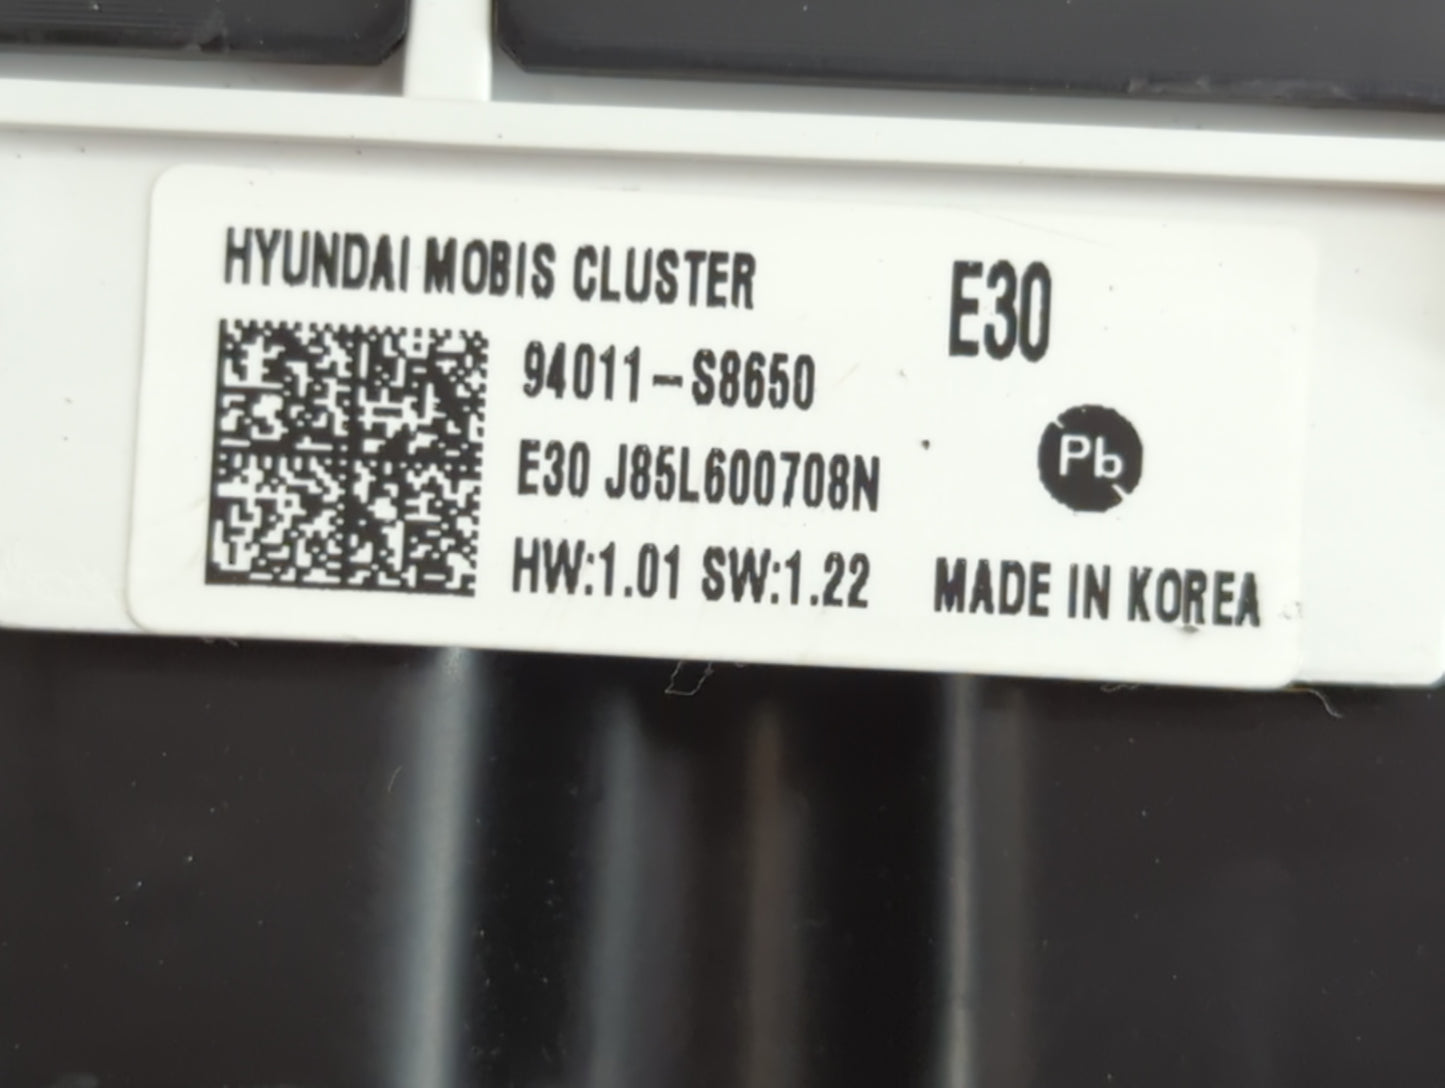 HYUNDAI MOBIS CLUSTER
E30
94011-S8650
E30 J85L600708N
Pb
HW:1.01 SW:1.22
MADE IN KOREA